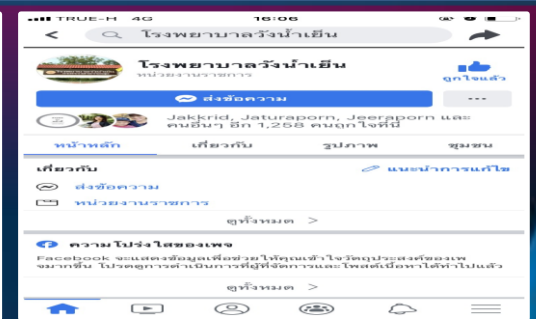 TRUE-H 4G 16:06
โรงพยาบาลวังน้ำเย็น
โรงพยาบาลวังน้ำเย็น
หน่วยงานราชการ
ถูกใจแล้ว
ส่งข้อความ
Jakkrid, Jaturaporn, Jeeraporn และ
คนอื่นๆ อีก 1,258 คนถูกใจที่นี่
หน้าหลัก เกี่ยวกับ รูปภาพ ชุมชน
เกี่ยวกับ แนะนำการแก้ไข
ส่งข้อความ
หน่วยงานราชการ
ดูทั้งหมด >
ความโปร่งใสของเพจ
Facebook จะแสดงข้อมูลเพื่อช่วยให้คุณเข้าใจวัตถุประสงค์ของเพ
จมากขึ้น โปรดดูการดำเนินการที่ผู้ที่จัดการและโพสต์เนื้อหาได้ทำไปแล้ว
ดูทั้งหมด >